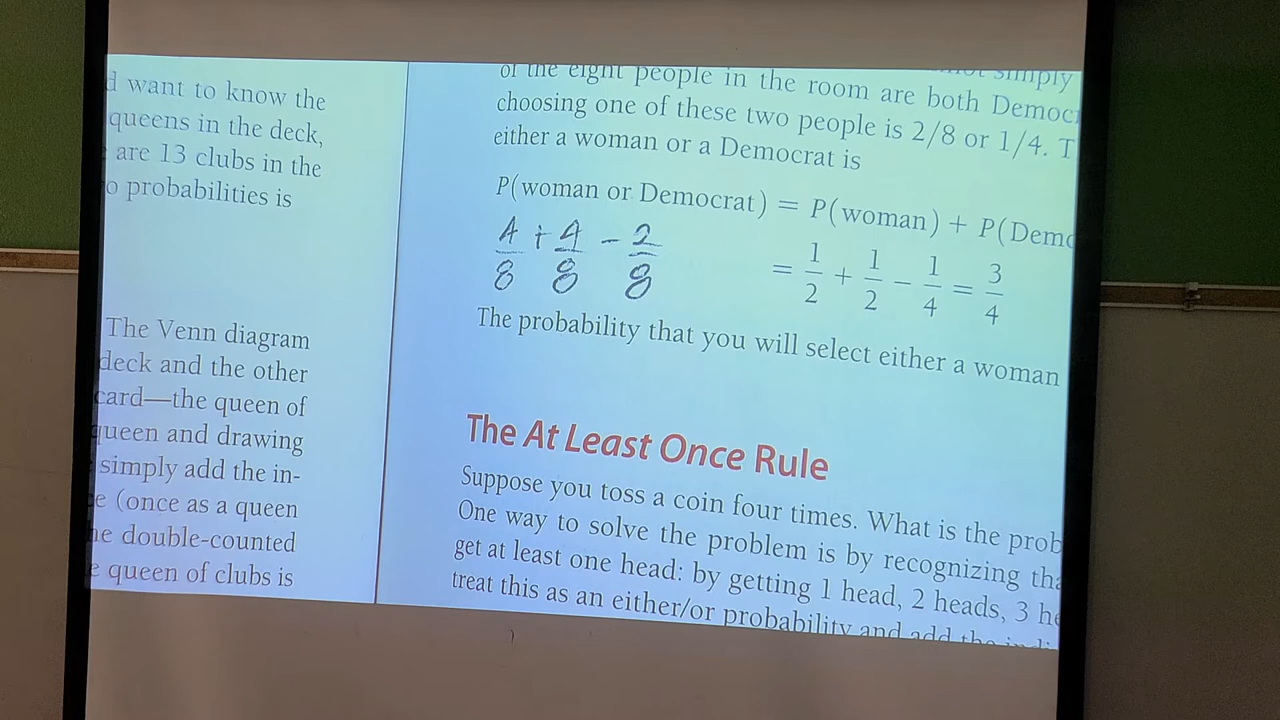 want to know the
queens in the deck,
are 13 clubs in the
probabilities is
The Venn diagram
deck and the other
card—the queen of
queen and drawing
simply add the in-
(once as a queen
double-counted
queen of clubs is
simply
of the eight people in the room are both
choosing one of these two people is 2/8 or 1/4.
either a woman or a Democrat is
P(woman or Democrat) = P(woman) + P(
4/8 + 4/8 − 2/8
= 1/2 + 1/2 − 1/4 = 3/4
The probability that you will select either a woman
The At Least Once Rule
Suppose you toss a coin four times. What is the
One way to solve the problem is by recognizing
get at least one head: by getting 1 head, 2 heads, 3
treat this as an either/or probability and add the